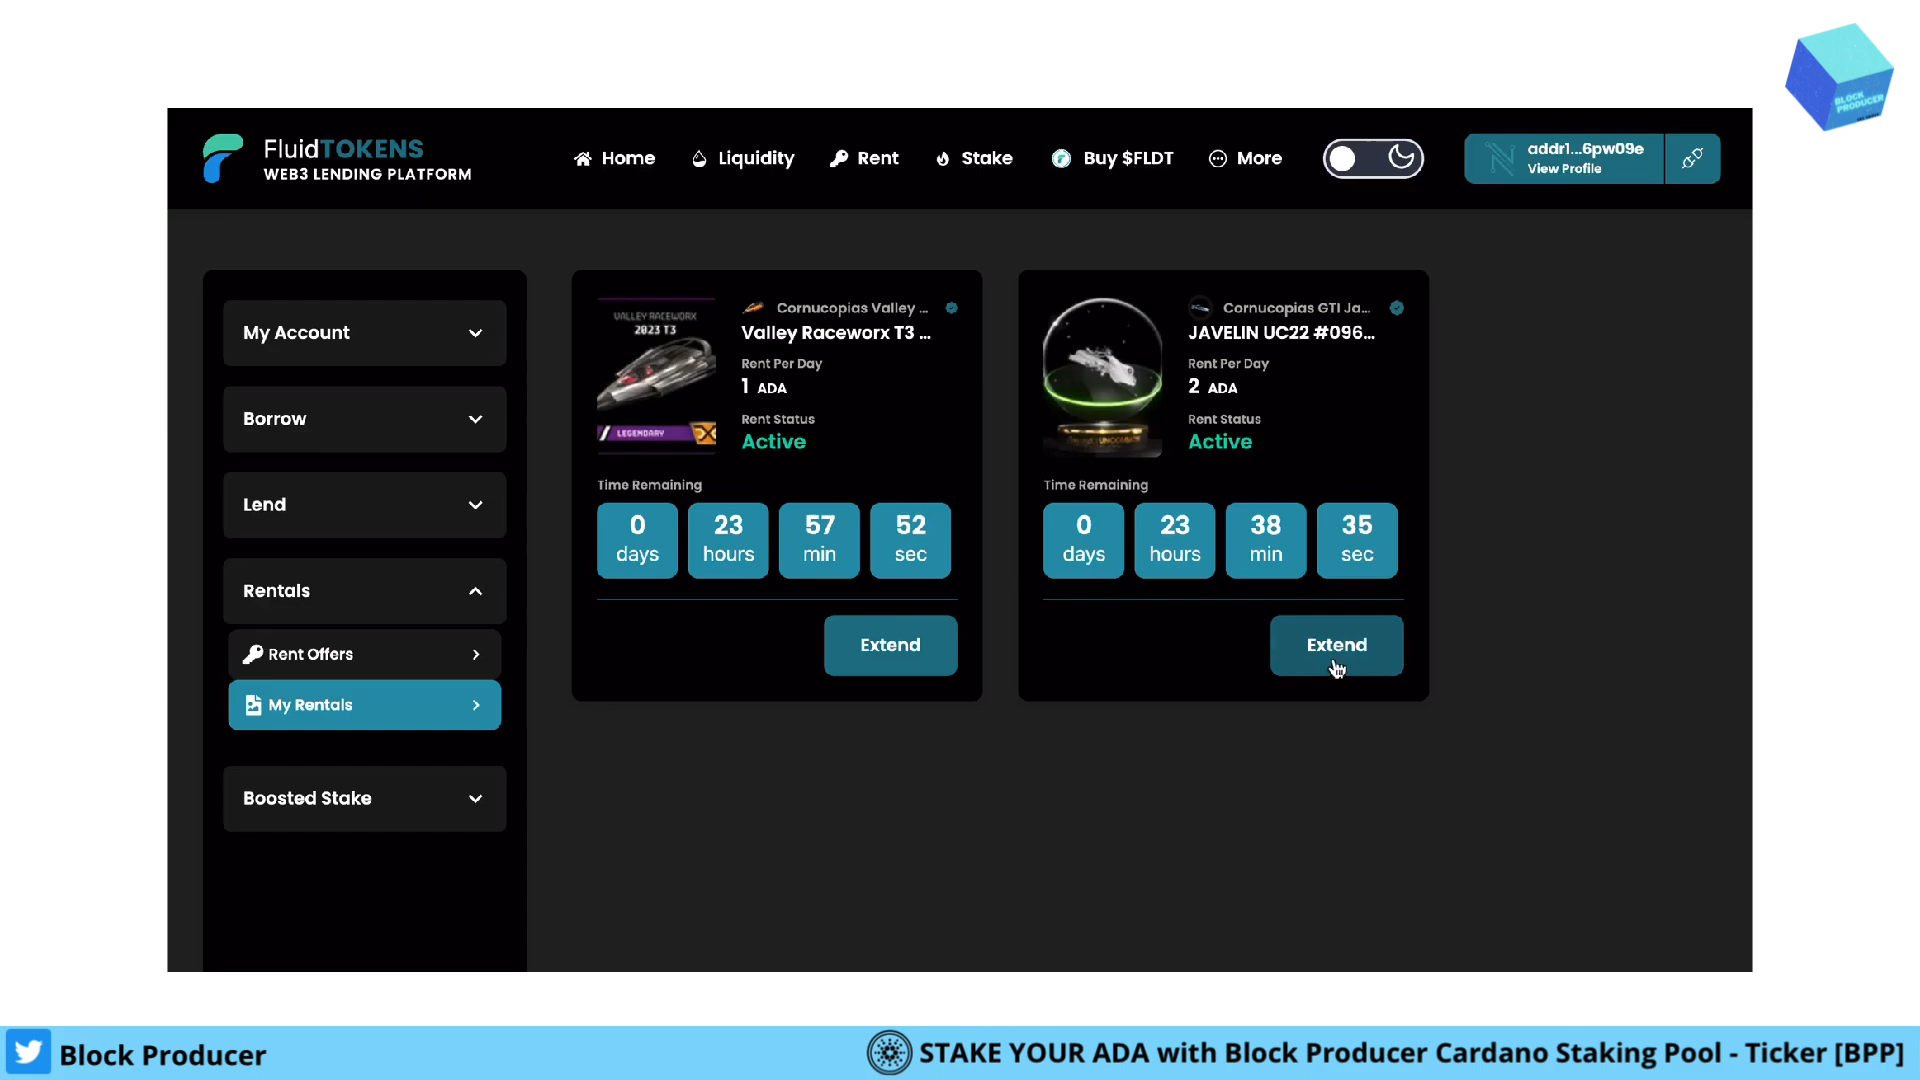 BLOCK
PRODUCER
FluidTOKENS
WEB3 LENDING PLATFORM
Home
Liquidity
Rent
Stake
Buy $FLDT
More
addr1...6pw09e
View Profile
My Account
Borrow
Lend
Rentals
Rent Offers
My Rentals
Boosted Stake
VALLEY RACEWORX
2023 T3
LEGENDARY
Cornucopias Valley ...
Valley Raceworx T3 ...
Rent Per Day
1 ADA
Rent Status
Active
Time Remaining
0 days
23 hours
57 min
52 sec
Extend
Cornucopias GTI Ja...
JAVELIN UC22 #096...
Rent Per Day
2 ADA
Rent Status
Active
Time Remaining
0 days
23 hours
38 min
35 sec
Extend
Block Producer
STAKE YOUR ADA with Block Producer Cardano Staking Pool - Ticker [BPP]